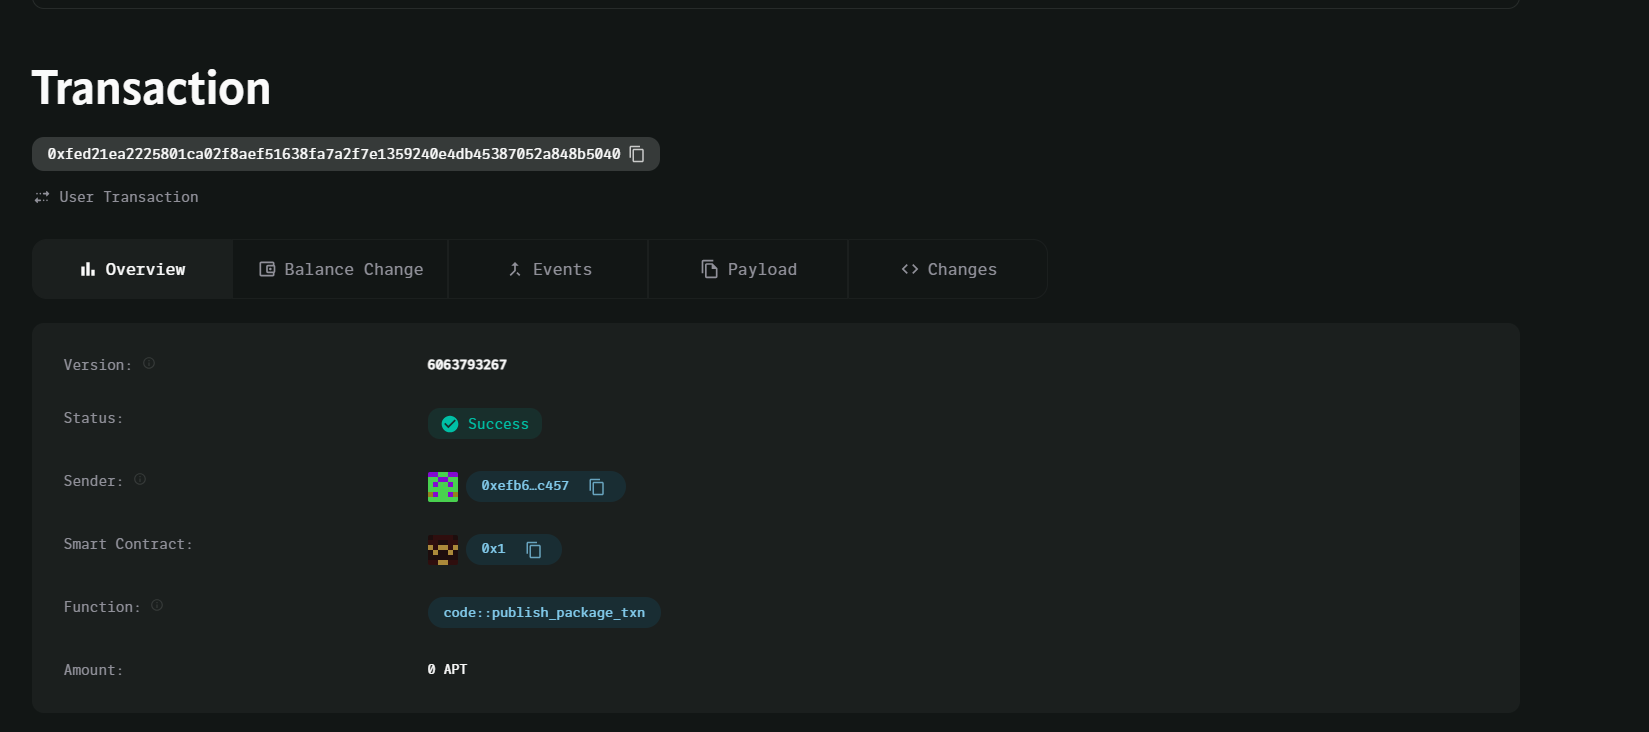 Transaction
0xfed21ea2225801ca02f8aef51638fa7a2f7e1359240e4db45387052a848b5040
User Transaction
Overview Balance Change Events Payload Changes
Version: 6063793267
Status: Success
Sender: 0xefb6…c457
Smart Contract: 0x1
Function: code::publish_package_txn
Amount: 0 APT